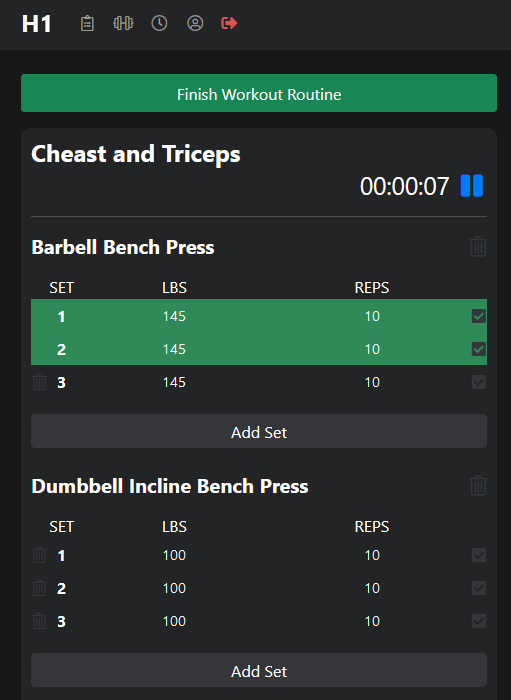 H1
Finish Workout Routine
Cheast and Triceps
00:00:07
Barbell Bench Press
SET LBS REPS
1 145 10
2 145 10
3 145 10
Add Set
Dumbbell Incline Bench Press
SET LBS REPS
1 100 10
2 100 10
3 100 10
Add Set